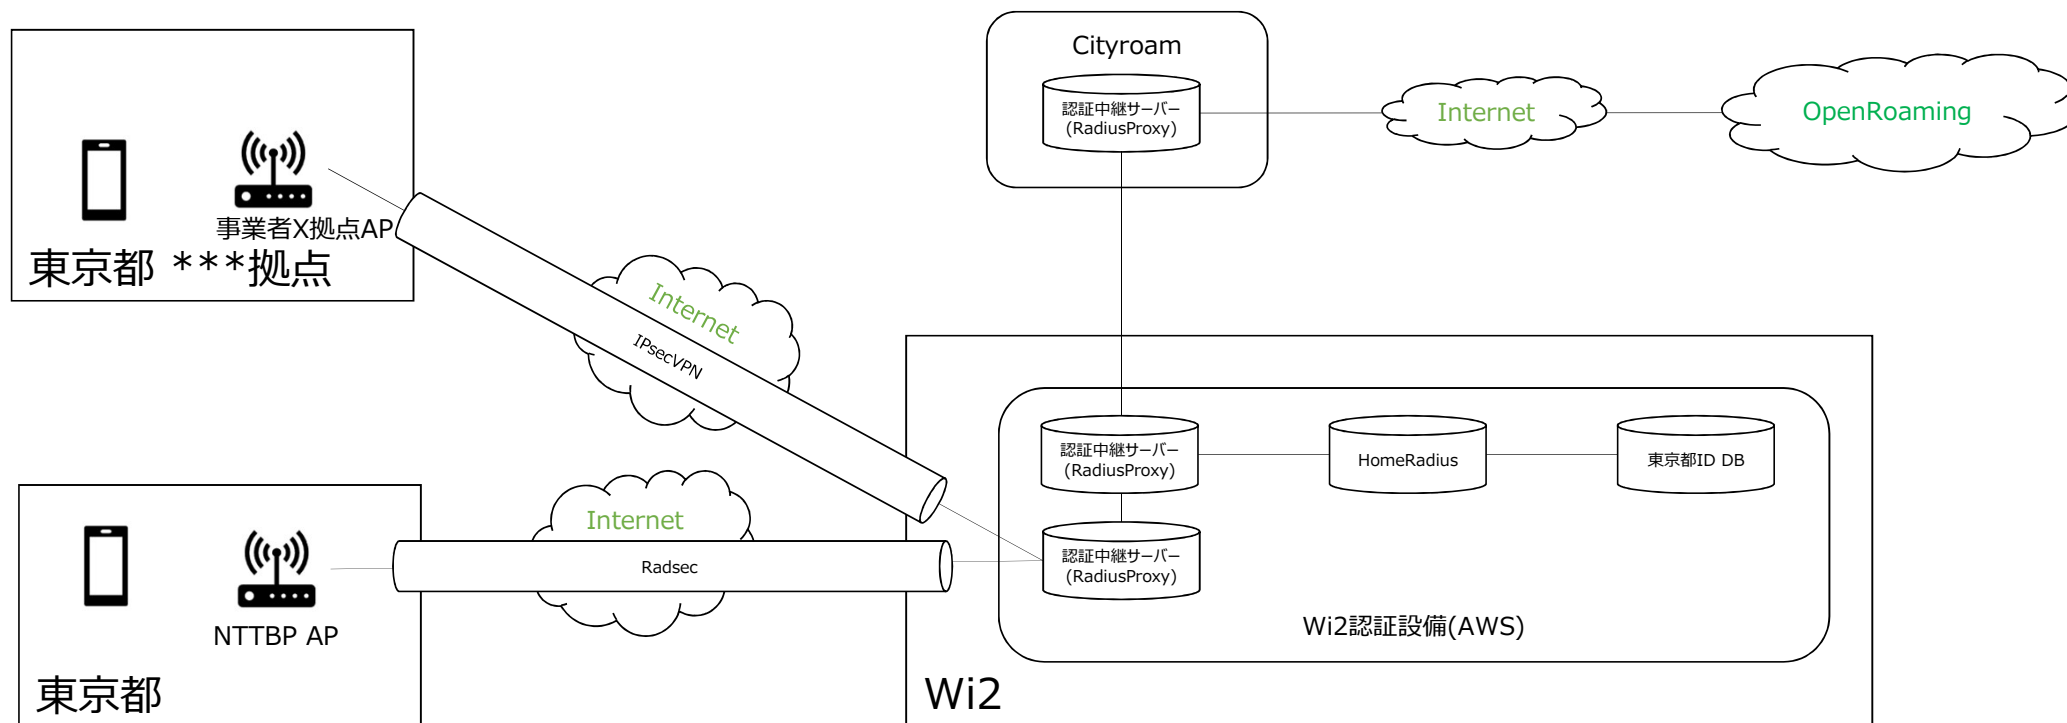 Cityroam
認証中継サーバー
(RadiusProxy)
Internet
OpenRoaming
事業者X拠点AP
東京都 ***拠点
Internet
IPsecVPN
認証中継サーバー
(RadiusProxy)
HomeRadius
東京都ID DB
Internet
Radsec
認証中継サーバー
(RadiusProxy)
NTTBP AP
Wi2認証設備(AWS)
東京都
Wi2